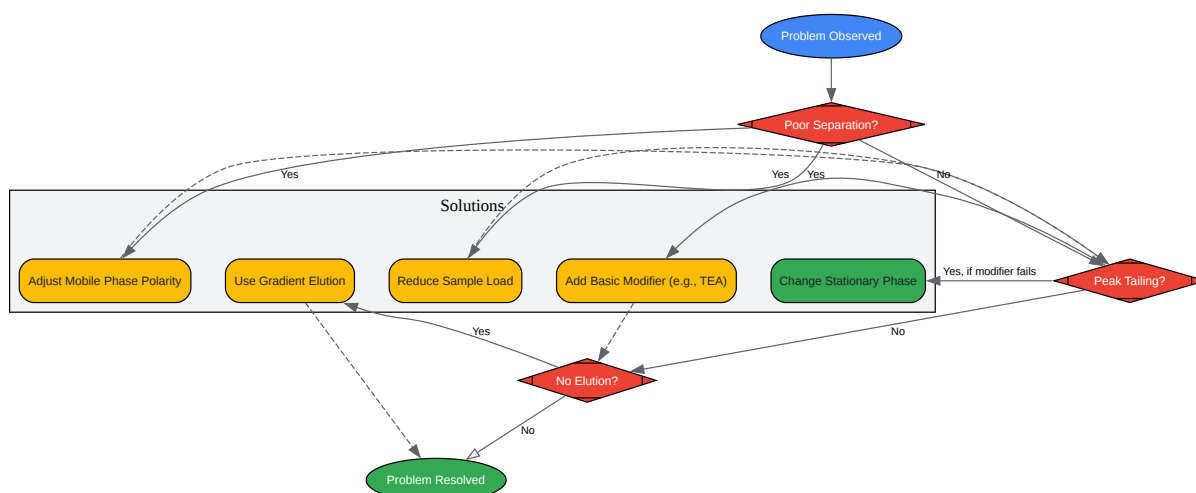 Problem Observed
Poor Separation?
Yes
Yes
Yes
No
Solutions
Adjust Mobile Phase Polarity
Use Gradient Elution
Reduce Sample Load
Add Basic Modifier (e.g., TEA)
Change Stationary Phase
Yes, if modifier fails
Peak Tailing?
Yes
No
No Elution?
No
Problem Resolved